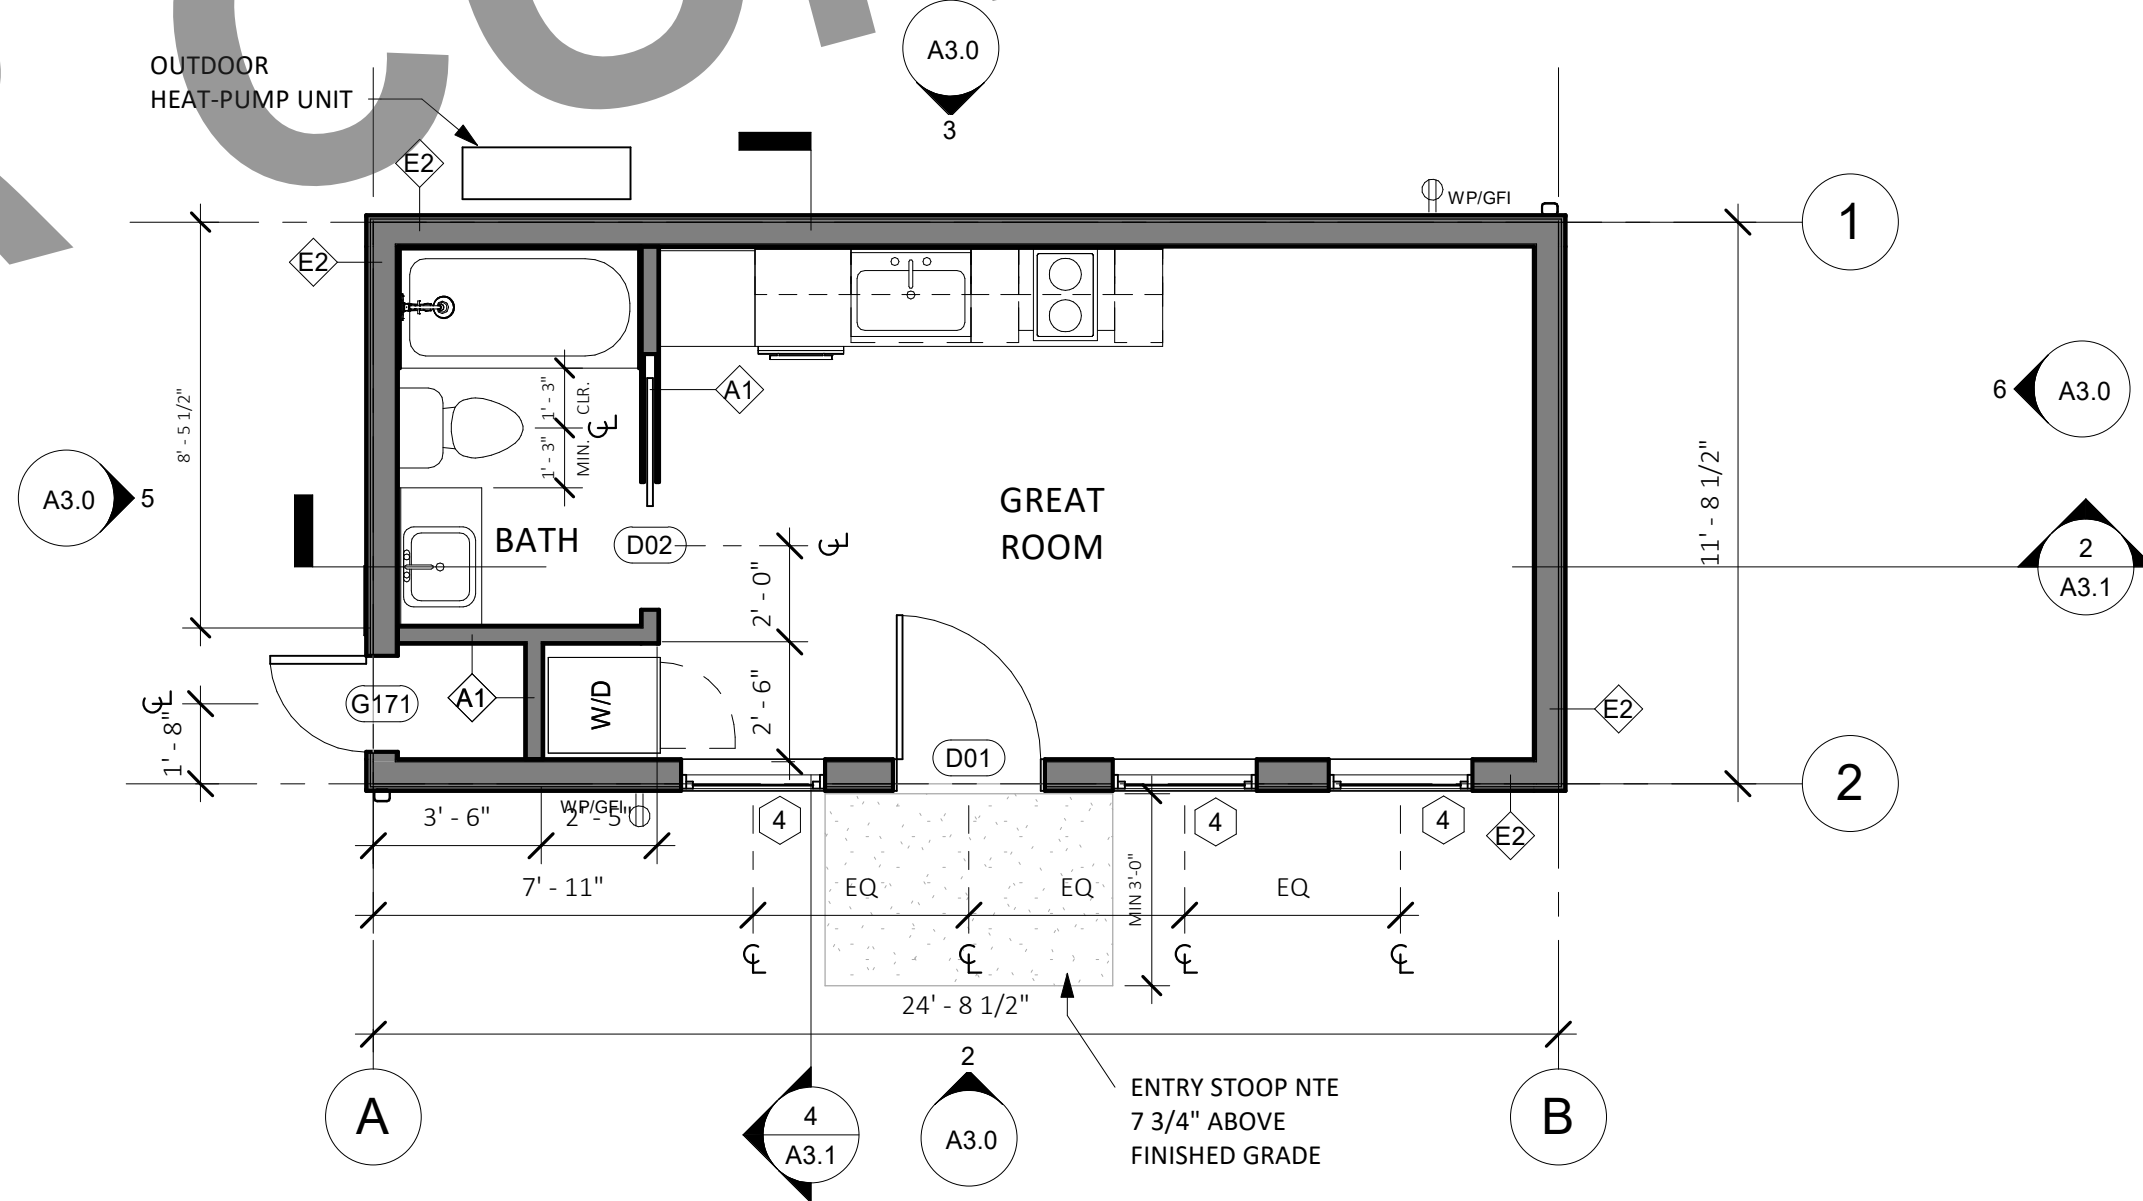 A3.0
3
OUTDOOR
HEAT-PUMP UNIT
E2
WP/GFI
1
E2
A1
1' - 3"
CLR.
1' - 3"
MIN.
8' - 5 1/2"
A3.0
5
6
A3.0
11' - 8 1/2"
GREAT
ROOM
BATH
D02
2
A3.1
2' - 0"
2' - 6"
G171
A1
W/D
1' - 8"
E2
D01
2
WP/GFI
3' - 6"
2' - 5"
4
4
4
E2
7' - 11"
EQ
EQ
EQ
MIN 3'-0"
24' - 8 1/2"
A
4
A3.1
2
A3.0
ENTRY STOOP NTE
7 3/4" ABOVE
FINISHED GRADE
B